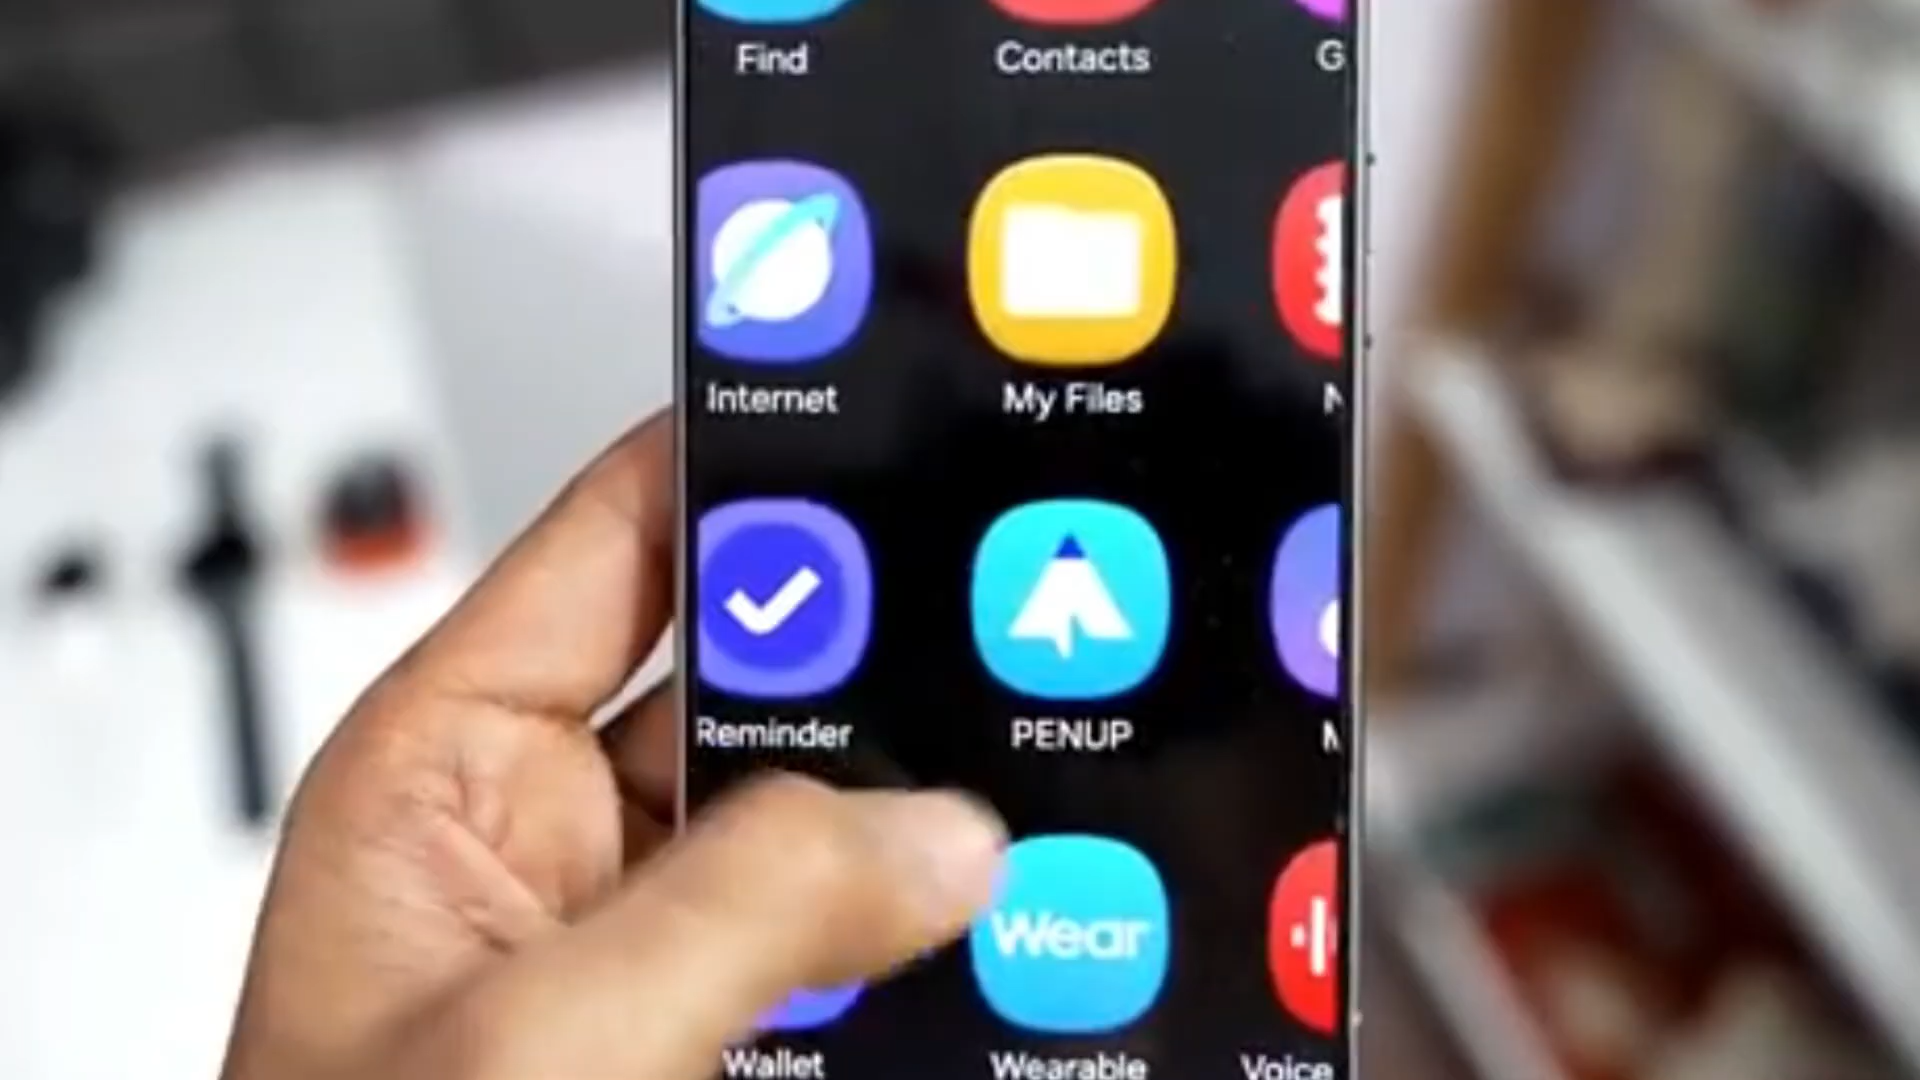 Find Contacts G
Internet My Files N
Reminder PENUP M
Wear
Wallet Wearable Voice